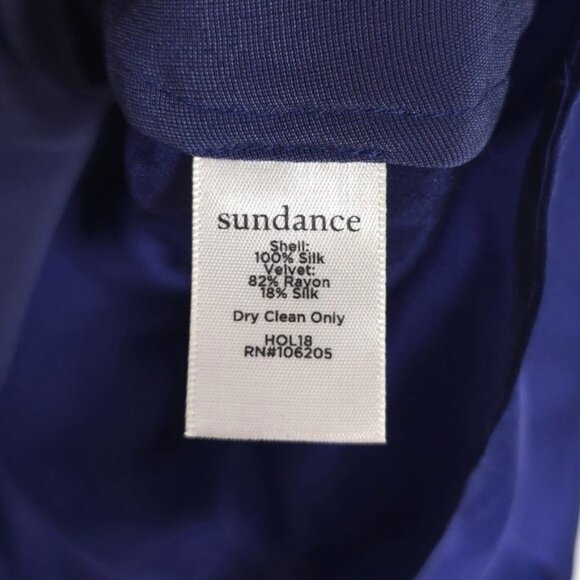 sundance
Shell:
100% Silk
Velvet:
82% Rayon
18% Silk
Dry Clean Only
HOL18
RN#106205